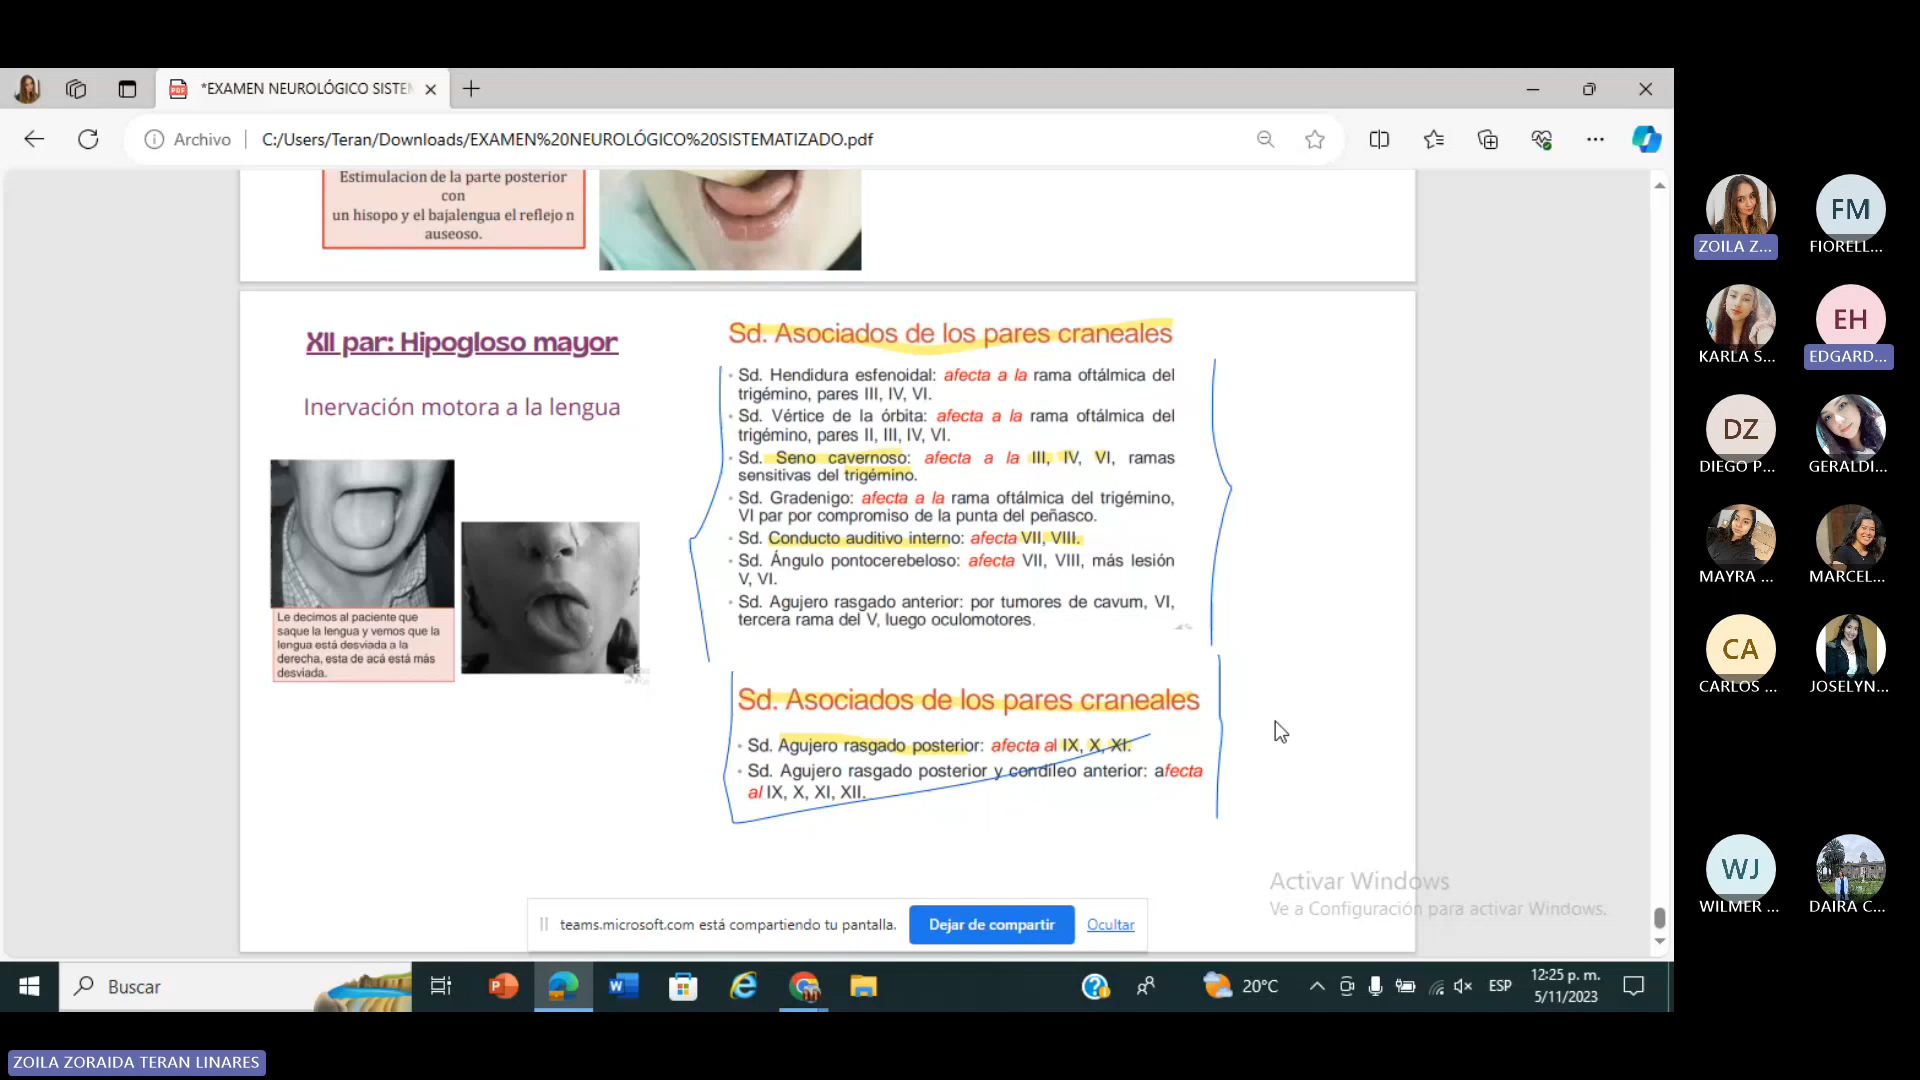 *EXAMEN NEUROLÓGICO SISTEM
Archivo
C:/Users/Teran/Downloads/EXAMEN%20NEUROLÓGICO%20SISTEMATIZADO.pdf
Estimulacion de la parte posterior
con
un hisopo y el bajalengua el reflejo n
auseoso.
XII par: Hipogloso mayor
Inervación motora a la lengua
Le decimos al paciente que
saque la lengua y vemos que la
lengua está desviada a la
derecha, esta de acá está más
desviada.
Sd. Asociados de los pares craneales
• Sd. Hendidura esfenoidal: afecta a la rama oftálmica del
trigémino, pares III, IV, VI.
• Sd. Vértice de la órbita: afecta a la rama oftálmica del
trigémino, pares II, III, IV, VI.
• Sd. Seno cavernoso: afecta a la III, IV, VI, ramas
sensitivas del trigémino.
• Sd. Gradenigo: afecta a la rama oftálmica del trigémino,
VI par por compromiso de la punta del peñasco.
• Sd. Conducto auditivo interno: afecta VII, VIII.
• Sd. Ángulo pontocerebeloso: afecta VII, VIII, más lesión
V, VI.
• Sd. Agujero rasgado anterior: por tumores de cavum, VI,
tercera rama del V, luego oculomotores.
Sd. Asociados de los pares craneales
• Sd. Agujero rasgado posterior: afecta al IX, X, XI.
• Sd. Agujero rasgado posterior y condíleo anterior: afecta
al IX, X, XI, XII.
Activar Windows
Ve a Configuración para activar Windows.
teams.microsoft.com está compartiendo tu pantalla.
Dejar de compartir
Ocultar
Buscar
20°C
ESP
12:25 p. m.
5/11/2023
ZOILA Z...
FM
FIORELL...
KARLA S...
EH
EDGARD...
DZ
DIEGO P...
GERALDI...
MAYRA ...
MARCEL...
CA
CARLOS ...
JOSELYN...
WJ
WILMER ...
DAIRA C...
ZOILA ZORAIDA TERAN LINARES